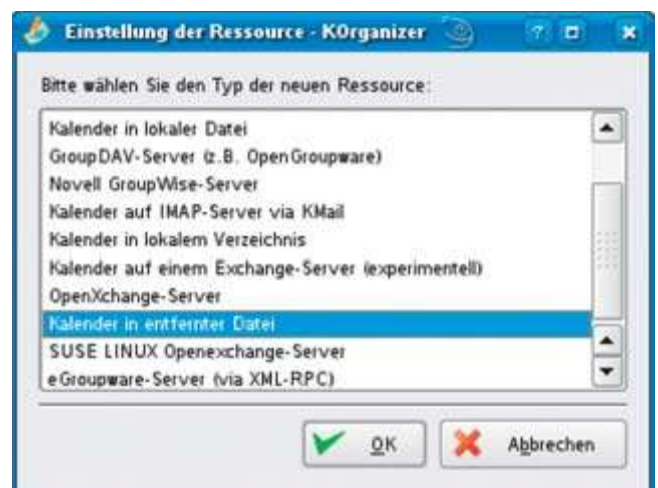 Einstellung der Ressource - KOrganizer
Bitte wählen Sie den Typ der neuen Ressource:
Kalender in lokaler Datei
GroupDAV-Server (z.B. OpenGroupware)
Novell GroupWise-Server
Kalender auf IMAP-Server via KMail
Kalender in lokalem Verzeichnis
Kalender auf einem Exchange-Server (experimentell)
OpenXchange-Server
Kalender in entfernter Datei
SUSE LINUX Openexchange-Server
eGroupware-Server (via XML-RPC)
OK
Abbrechen